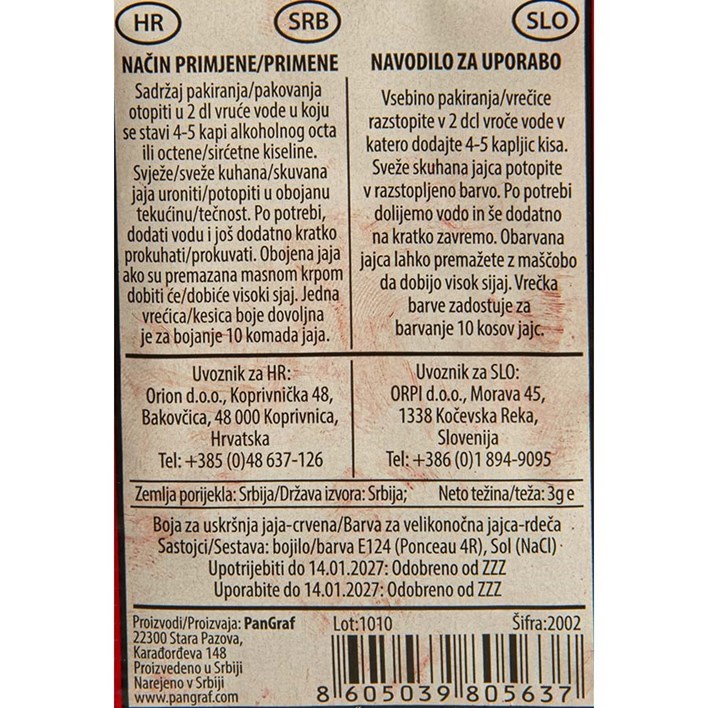 HR
SRB
SLO
NAČIN PRIMJENE/PRIMENE
Sadržaj pakiranja/pakovanja
otopiti u 2 dl vruće vode u koju
se stavi 4-5 kapi alkoholnog octa
ili octene/sirćetne kiseline.
Svježe/sveže kuhana/skuvana
jaja uroniti/potopiti u obojanu
tekućinu/tečnost. Po potrebi,
dodati vodu i još dodatno kratko
prokuhati/prokuvati. Obojena jaja
ako su premazana masnom krpom
dobiti će/dobiće visoki sjaj. Jedna
vrećica/kesica boje dovoljna
je za bojanje 10 komada jaja.
NAVODILO ZA UPORABO
Vsebino pakiranja/vrečice
razstopite v 2 dcl vroče vode v
katero dodajte 4-5 kapljic kisa.
Sveže skuhana jajca potopite
v razstopljeno barvo. Po potrebi
dolijemo vodo in še dodatno
na kratko zavremo. Obarvana
jajca lahko premažete z maščobo
da dobijo visok sijaj. Vrečka
barve zadostuje za
barvanje 10 kosov jajc.
Uvoznik za HR:
Orion d.o.o., Koprivnička 48,
Bakovčica, 48 000 Koprivnica,
Hrvatska
Tel: +385 (0)48 637-126
Uvoznik za SLO:
ORPI d.o.o., Morava 45,
1338 Kočevska Reka,
Slovenija
Tel: +386 (0)1 894-9095
Zemlja porijekla: Srbija/Država izvora: Srbija; Neto težina/teža: 3g e
Boja za uskršnja jaja-crvena/Barva za velikonočna jajca-rdeča
Sastojci/Sestava: bojilo/barva E124 (Ponceau 4R), Sol (NaCl)
Upotrijebiti do 14.01.2027: Odobreno od ZZZ
Uporabite do 14.01.2027: Odobreno od ZZZ
Proizvodi/Proizvaja: PanGraf
22300 Stara Pazova,
Karađorđeva 148
Proizvedeno u Srbiji
Narejeno v Srbiji
www.pangraf.com
Lot:1010 Šifra:2002
8 605039 805637